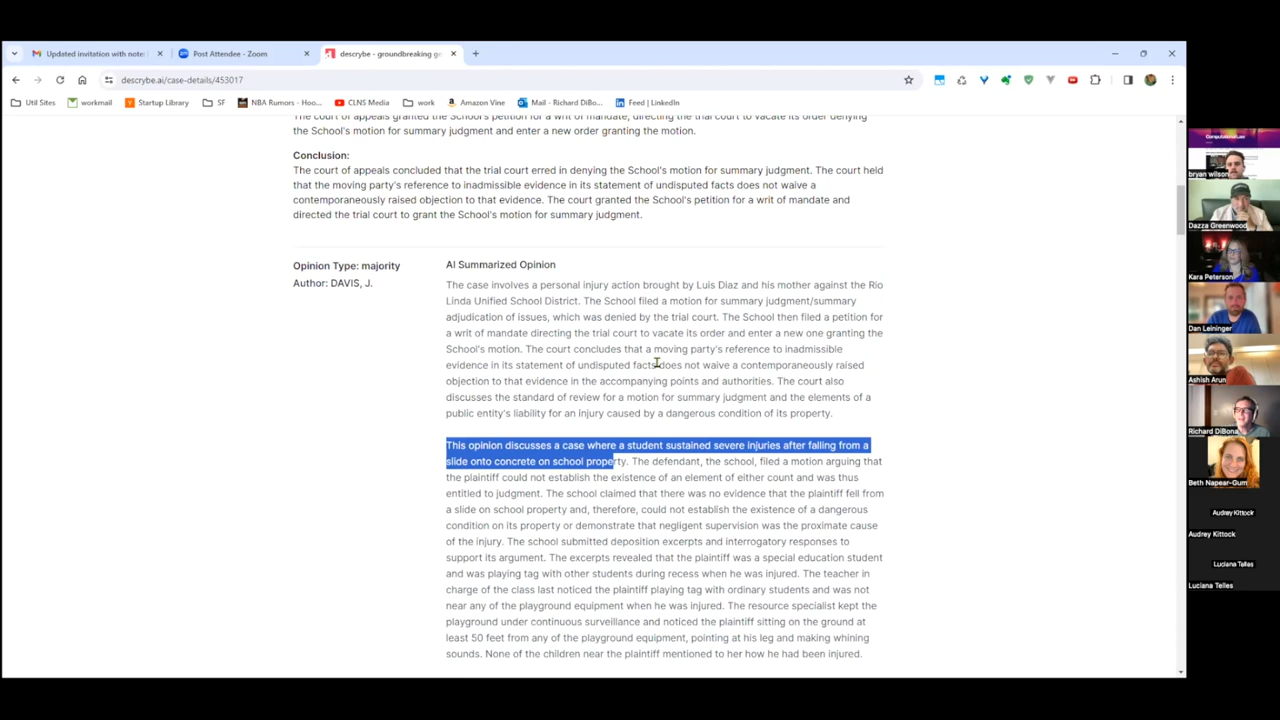 Updated invitation with note:
Post Attendee - Zoom
descrybe - groundbreaking ge
descrybe.ai/case-details/453017
Util Sites
workmail
Startup Library
SF
NBA Rumors - Hoo...
CLNS Media
work
Amazon Vine
Mail - Richard DiBo...
Feed | LinkedIn
The court of appeals granted the School's petition for a writ of mandate, directing the trial court to vacate its order denying
the School's motion for summary judgment and enter a new order granting the motion.
Conclusion:
The court of appeals concluded that the trial court erred in denying the School's motion for summary judgment. The court held
that the moving party's reference to inadmissible evidence in its statement of undisputed facts does not waive a
contemporaneously raised objection to that evidence. The court granted the School's petition for a writ of mandate and
directed the trial court to grant the School's motion for summary judgment.
Opinion Type: majority
Author: DAVIS, J.
AI Summarized Opinion
The case involves a personal injury action brought by Luis Diaz and his mother against the Rio
Linda Unified School District. The School filed a motion for summary judgment/summary
adjudication of issues, which was denied by the trial court. The School then filed a petition for
a writ of mandate directing the trial court to vacate its order and enter a new one granting the
School's motion. The court concludes that a moving party's reference to inadmissible
evidence in its statement of undisputed facts does not waive a contemporaneously raised
objection to that evidence in the accompanying points and authorities. The court also
discusses the standard of review for a motion for summary judgment and the elements of a
public entity's liability for an injury caused by a dangerous condition of its property.
This opinion discusses a case where a student sustained severe injuries after falling from a
slide onto concrete on school property. The defendant, the school, filed a motion arguing that
the plaintiff could not establish the existence of an element of either count and was thus
entitled to judgment. The school claimed that there was no evidence that the plaintiff fell from
a slide on school property and, therefore, could not establish the existence of a dangerous
condition on its property or demonstrate that negligent supervision was the proximate cause
of the injury. The school submitted deposition excerpts and interrogatory responses to
support its argument. The excerpts revealed that the plaintiff was a special education student
and was playing tag with other students during recess when he was injured. The teacher in
charge of the class last noticed the plaintiff playing tag with ordinary students and was not
near any of the playground equipment when he was injured. The resource specialist kept the
playground under continuous surveillance and noticed the plaintiff sitting on the ground at
least 50 feet from any of the playground equipment, pointing at his leg and making whining
sounds. None of the children near the plaintiff mentioned to her how he had been injured.
Computational Law
bryan wilson
Dazza Greenwood
Kara Peterson
Dan Leininger
Ashish Arun
Richard DiBona
Beth Napear-Gum
Audrey Kittock
Audrey Kittock
Luciana Telles
Luciana Telles